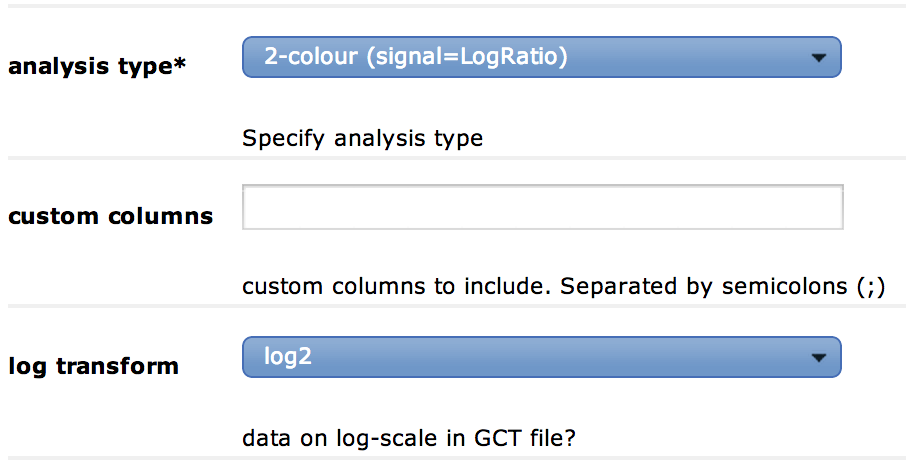 analysis type*
2-colour (signal=LogRatio)
Specify analysis type
custom columns
custom columns to include. Separated by semicolons (;)
log transform
log2
data on log-scale in GCT file?